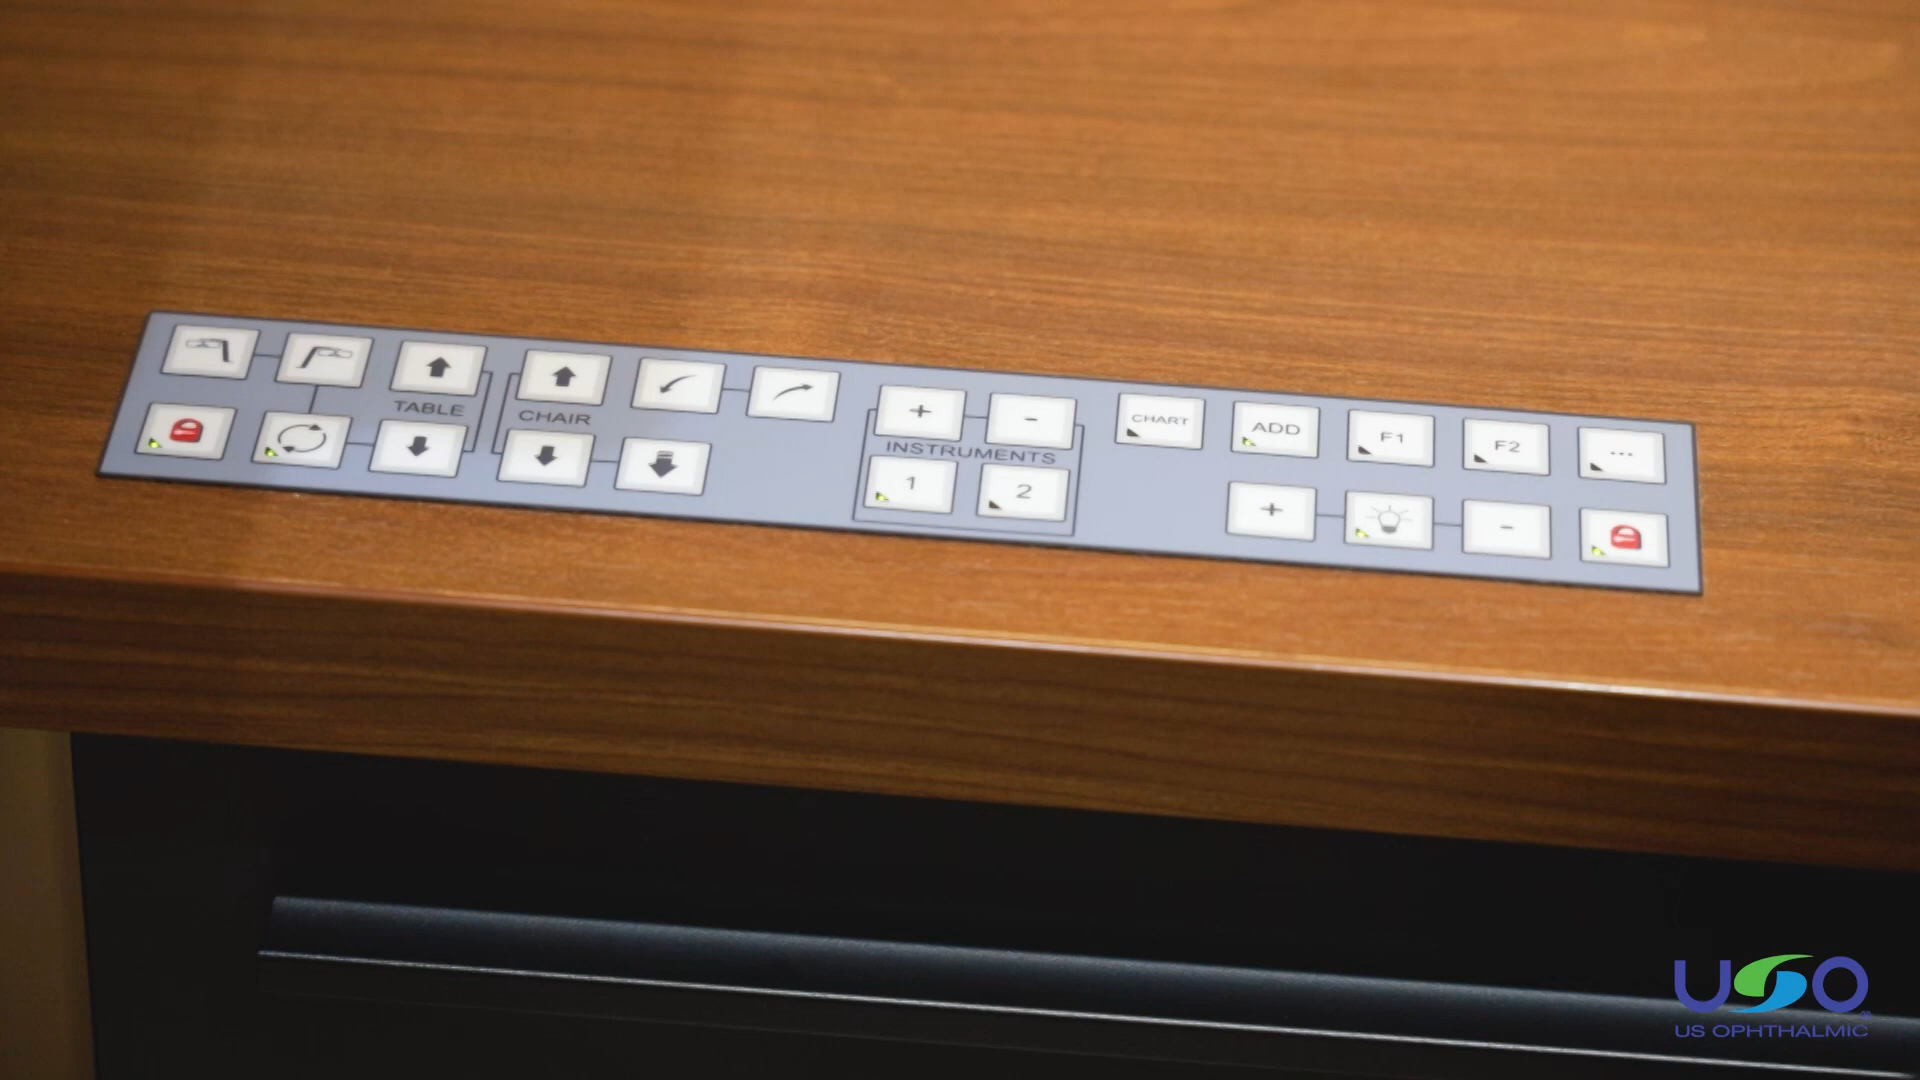 TABLE
CHAIR
+ -
INSTRUMENTS
1 2
CHART ADD F1 F2 ...
+ -
USO
US OPHTHALMIC